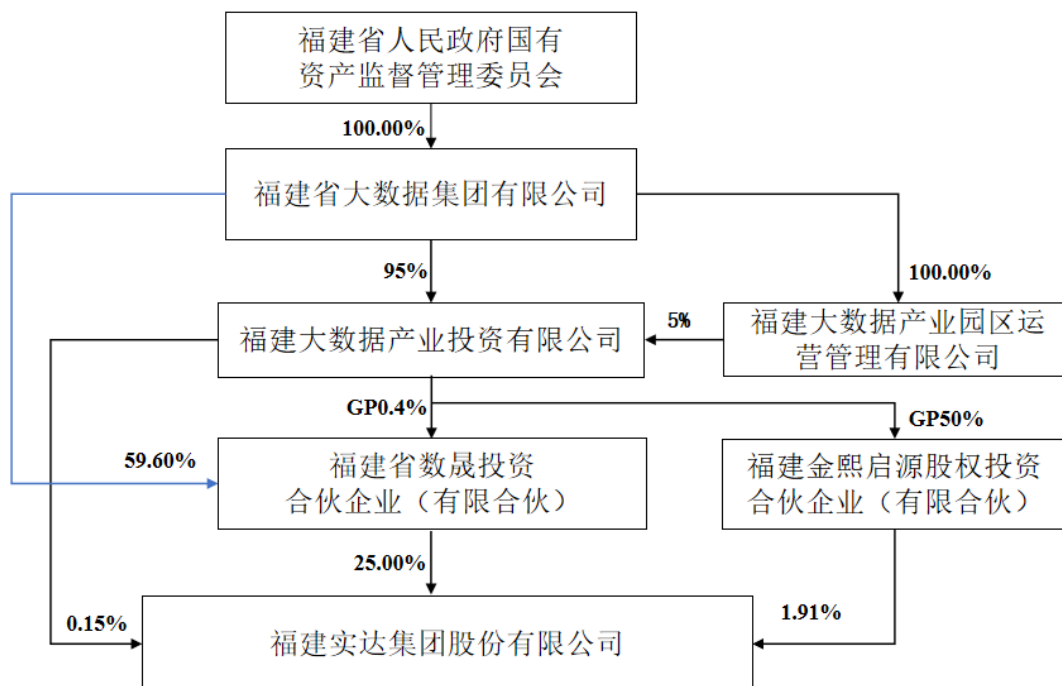 福建省人民政府国有
资产监督管理委员会
100.00%
福建省大数据集团有限公司
95%
100.00%
福建大数据产业投资有限公司
5%
福建大数据产业园区运
营管理有限公司
GP0.4%
GP50%
59.60%
福建省数晟投资
合伙企业（有限合伙）
福建金熙启源股权投资
合伙企业（有限合伙）
25.00%
0.15%
1.91%
福建实达集团股份有限公司